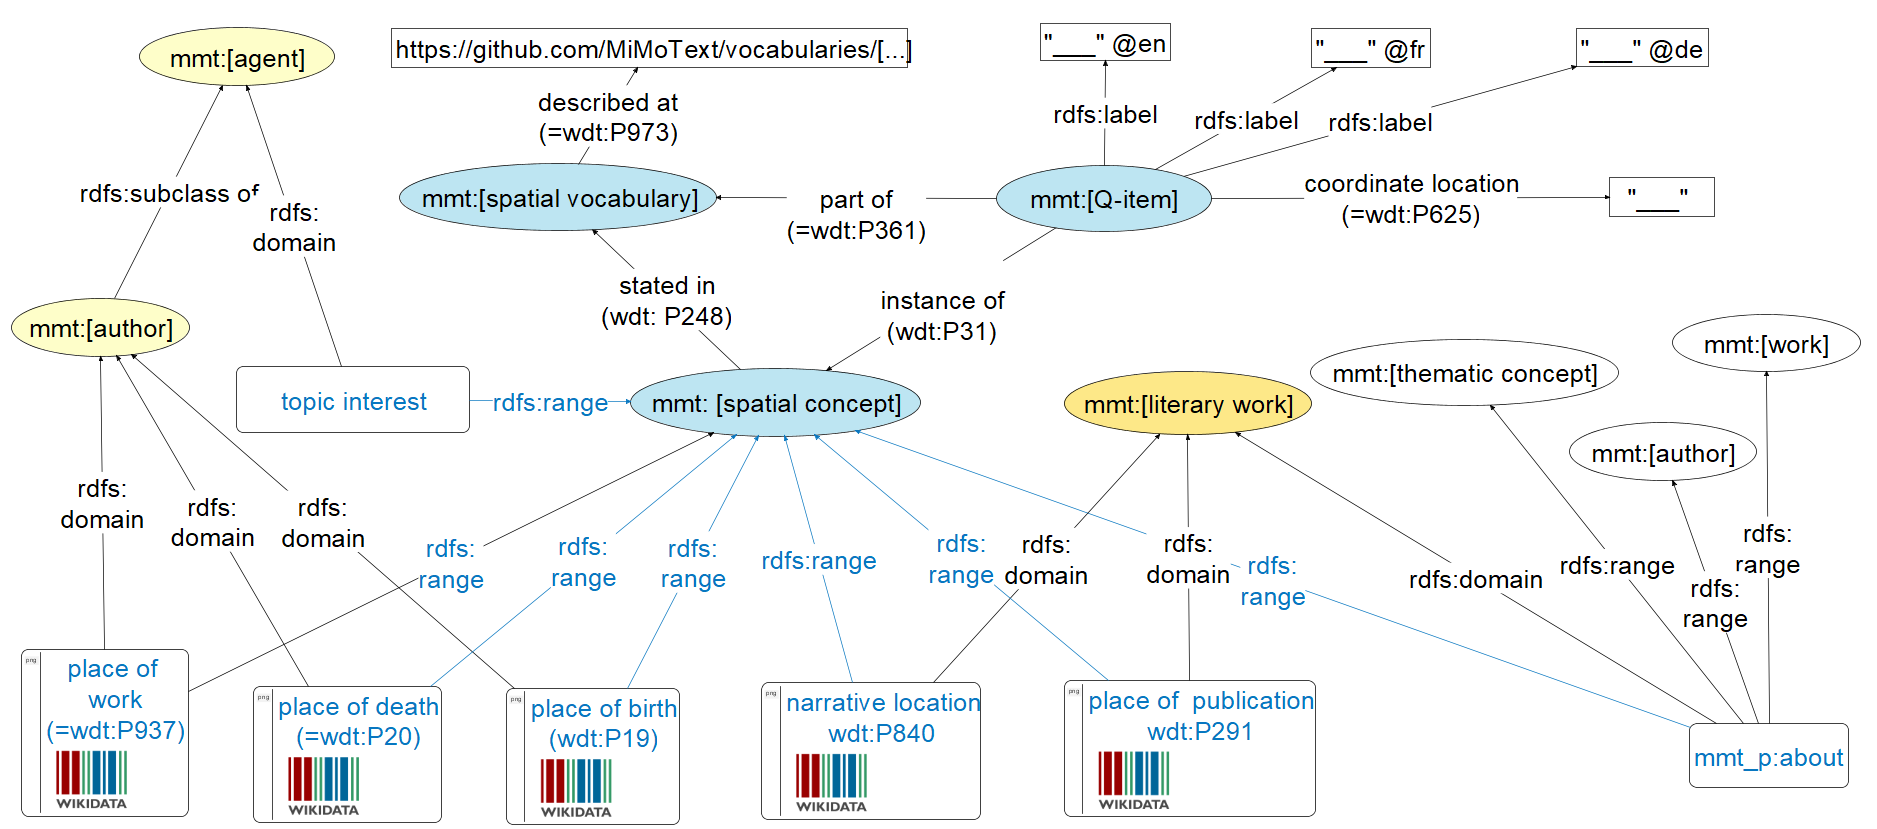 mmt:[agent]
https://github.com/MiMoText/vocabularies/[...]
"___" @en
"___" @fr
"___" @de
described at
(=wdt:P973)
rdfs:label
rdfs:label
rdfs:label
rdfs:subclass of
rdfs:
domain
mmt:[spatial vocabulary]
part of
(=wdt:P361)
mmt:[Q-item]
coordinate location
(=wdt:P625)
"___"
stated in
(wdt: P248)
instance of
(wdt:P31)
mmt:[author]
topic interest
rdfs:range
mmt: [spatial concept]
mmt:[literary work]
mmt:[thematic concept]
mmt:[work]
mmt:[author]
rdfs:
domain
rdfs:
domain
rdfs:
domain
rdfs:
range
rdfs:
range
rdfs:
range
rdfs:range
rdfs:
range
rdfs:
domain
rdfs:
domain
rdfs:
range
rdfs:domain
rdfs:range
rdfs:
range
rdfs:
range
png
place of
work
(=wdt:P937)
WIKIDATA
png
place of death
(=wdt:P20)
WIKIDATA
png
place of birth
(wdt:P19)
WIKIDATA
png
narrative location
wdt:P840
WIKIDATA
png
place of  publication
wdt:P291
WIKIDATA
mmt_p:about